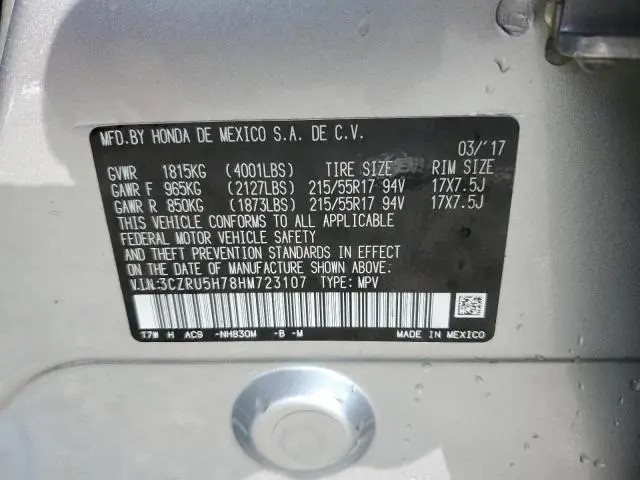 MFD.BY HONDA DE MEXICO S.A. DE C.V.
03/'17
GVWR 1815KG (4001LBS) TIRE SIZE RIM SIZE
GAWR F 965KG (2127LBS) 215/55R17 94V 17X7.5J
GAWR R 850KG (1873LBS) 215/55R17 94V 17X7.5J
THIS VEHICLE CONFORMS TO ALL APPLICABLE
FEDERAL MOTOR VEHICLE SAFETY
AND THEFT PREVENTION STANDARDS IN EFFECT
ON THE DATE OF MANUFACTURE SHOWN ABOVE.
V.I.N:3CZRU5H78HM723107 TYPE: MPV
T7W H AC9 -NH830M -B -M MADE IN MEXICO